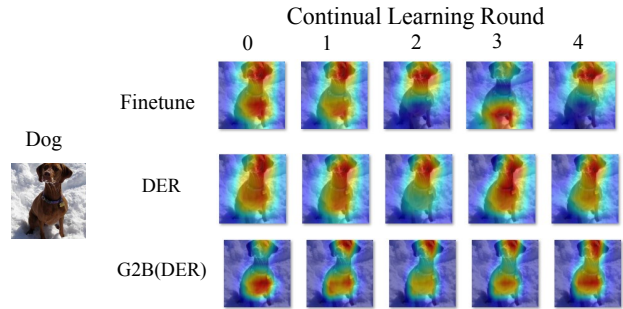 Continual Learning Round
0 1 2 3 4
Finetune
Dog
DER
G2B(DER)